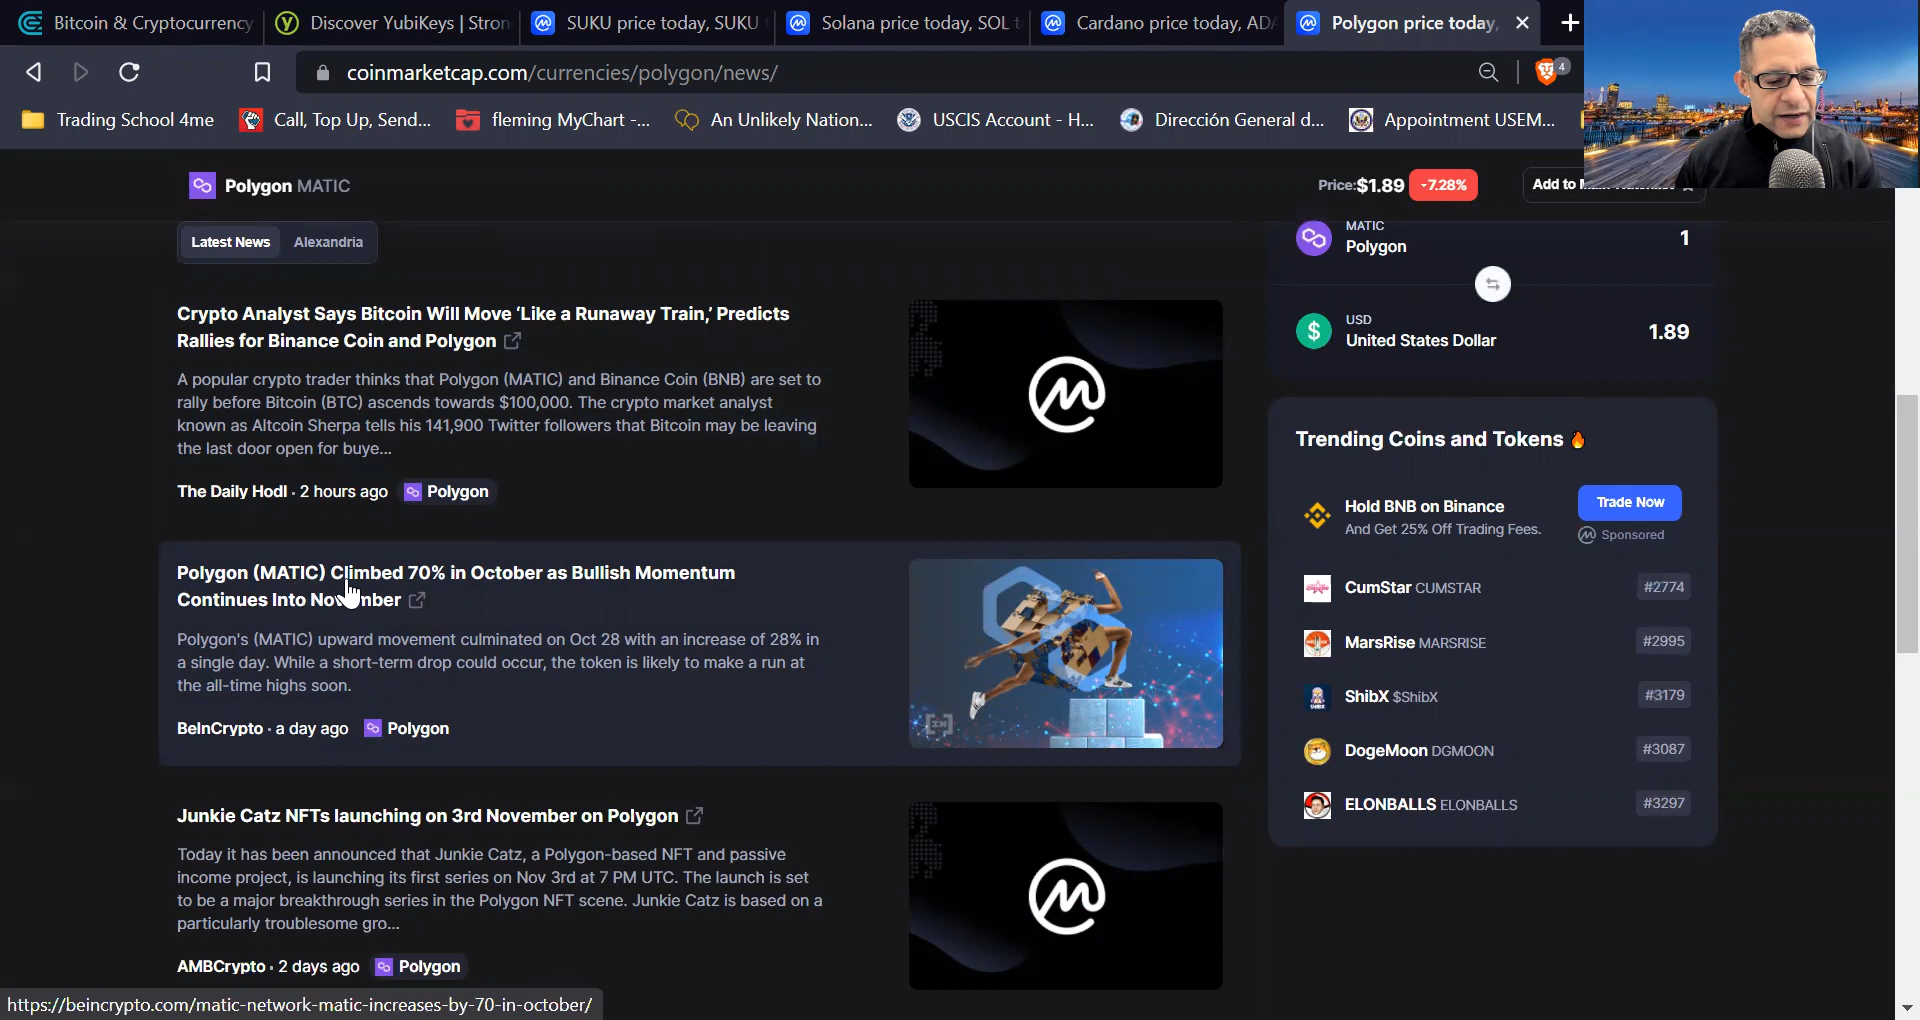 Bitcoin & Cryptocurrency
Discover YubiKeys | Stron
SUKU price today, SUKU
Solana price today, SOL t
Cardano price today, ADA
Polygon price today,
coinmarketcap.com/currencies/polygon/news/
4
Trading School 4me
Call, Top Up, Send...
fleming MyChart -...
An Unlikely Nation...
USCIS Account - H...
Dirección General d...
Appointment USEM...
Polygon MATIC
Price:$1.89
-7.28%
Add to
Latest News
Alexandria
MATIC
Polygon
1
USD
United States Dollar
1.89
Crypto Analyst Says Bitcoin Will Move 'Like a Runaway Train,' Predicts
Rallies for Binance Coin and Polygon
A popular crypto trader thinks that Polygon (MATIC) and Binance Coin (BNB) are set to
rally before Bitcoin (BTC) ascends towards $100,000. The crypto market analyst
known as Altcoin Sherpa tells his 141,900 Twitter followers that Bitcoin may be leaving
the last door open for buye...
The Daily Hodl · 2 hours ago
Polygon
Polygon (MATIC) Climbed 70% in October as Bullish Momentum
Continues Into November
Polygon's (MATIC) upward movement culminated on Oct 28 with an increase of 28% in
a single day. While a short-term drop could occur, the token is likely to make a run at
the all-time highs soon.
BeInCrypto · a day ago
Polygon
Junkie Catz NFTs launching on 3rd November on Polygon
Today it has been announced that Junkie Catz, a Polygon-based NFT and passive
income project, is launching its first series on Nov 3rd at 7 PM UTC. The launch is set
to be a major breakthrough series in the Polygon NFT scene. Junkie Catz is based on a
particularly troublesome gro...
AMBCrypto · 2 days ago
Polygon
Trending Coins and Tokens
Hold BNB on Binance
And Get 25% Off Trading Fees.
Trade Now
Sponsored
CumStar CUMSTAR
#2774
MarsRise MARSRISE
#2995
ShibX $ShibX
#3179
DogeMoon DGMOON
#3087
ELONBALLS ELONBALLS
#3297
https://beincrypto.com/matic-network-matic-increases-by-70-in-october/